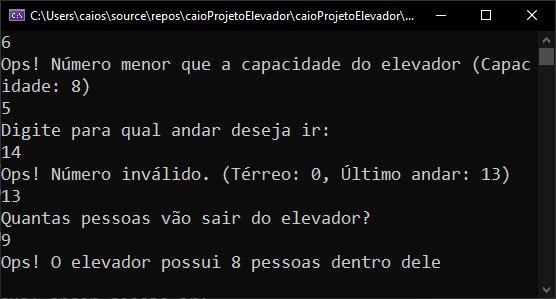 C:\Users\caios\source\repos\caioProjetoElevador\caioProjetoElevador\...
6
Ops! Número menor que a capacidade do elevador (Capac
idade: 8)
5
Digite para qual andar deseja ir:
14
Ops! Número inválido. (Térreo: 0, Último andar: 13)
13
Quantas pessoas vão sair do elevador?
9
Ops! O elevador possui 8 pessoas dentro dele